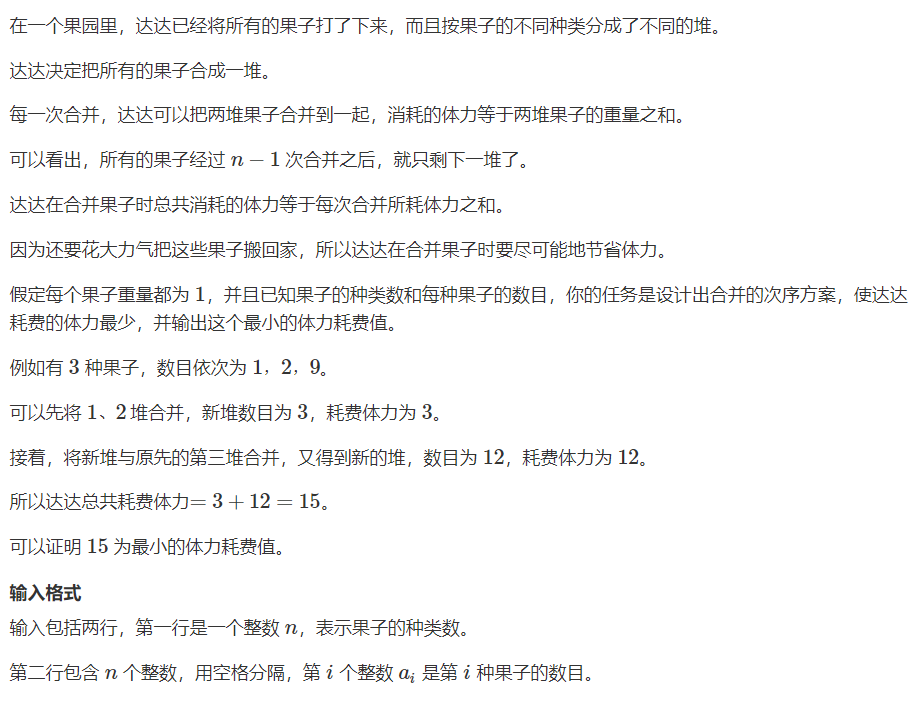 在一个果园里，达达已经将所有的果子打了下来，而且按果子的不同种类分成了不同的堆。
达达决定把所有的果子合成一堆。
每一次合并，达达可以把两堆果子合并到一起，消耗的体力等于两堆果子的重量之和。
可以看出，所有的果子经过 n − 1 次合并之后，就只剩下一堆了。
达达在合并果子时总共消耗的体力等于每次合并所耗体力之和。
因为还要花大力气把这些果子搬回家，所以达达在合并果子时要尽可能地节省体力。
假定每个果子重量都为 1，并且已知果子的种类数和每种果子的数目，你的任务是设计出合并的次序方案，使达达
耗费的体力最少，并输出这个最小的体力耗费值。
例如有 3 种果子，数目依次为 1，2，9。
可以先将 1、2 堆合并，新堆数目为 3，耗费体力为 3。
接着，将新堆与原先的第三堆合并，又得到新的堆，数目为 12，耗费体力为 12。
所以达达总共耗费体力= 3 + 12 = 15。
可以证明 15 为最小的体力耗费值。
输入格式
输入包括两行，第一行是一个整数 n，表示果子的种类数。
第二行包含 n 个整数，用空格分隔，第 i 个整数 aᵢ 是第 i 种果子的数目。